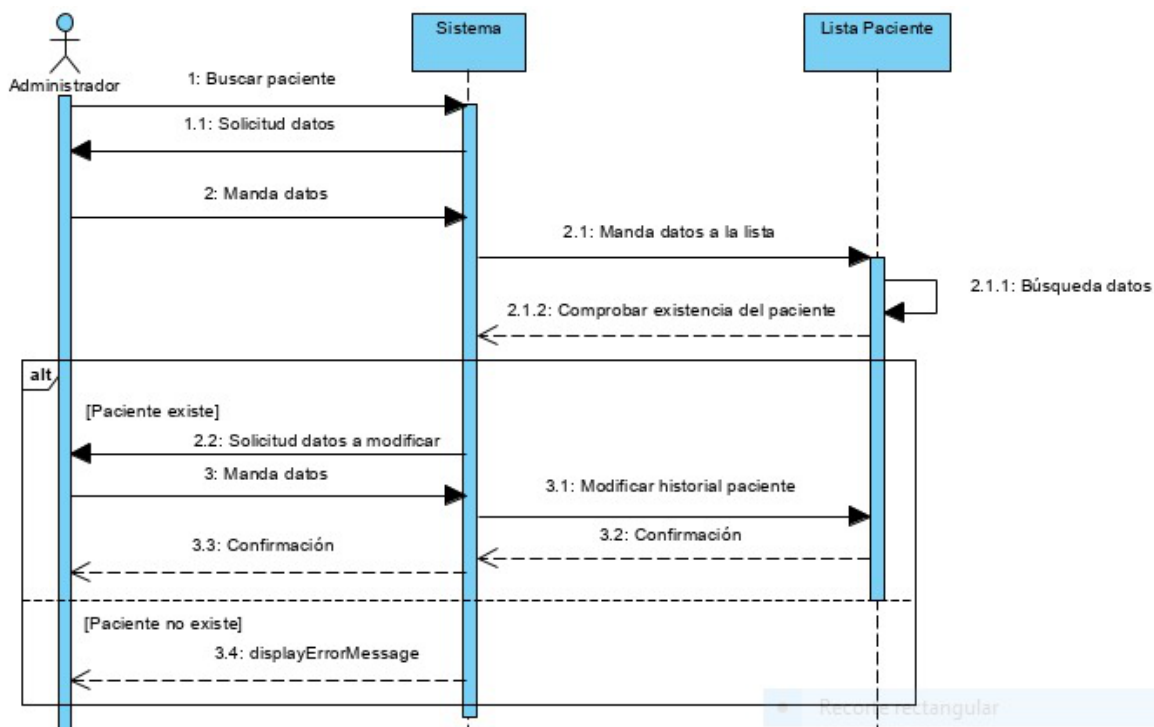 Sistema
Lista Paciente
Administrador
1: Buscar paciente
1.1: Solicitud datos
2: Manda datos
2.1: Manda datos a la lista
2.1.1: Búsqueda datos
2.1.2: Comprobar existencia del paciente
alt
[Paciente existe]
2.2: Solicitud datos a modificar
3: Manda datos
3.1: Modificar historial paciente
3.2: Confirmación
3.3: Confirmación
[Paciente no existe]
3.4: displayErrorMessage
Recorte rectangular